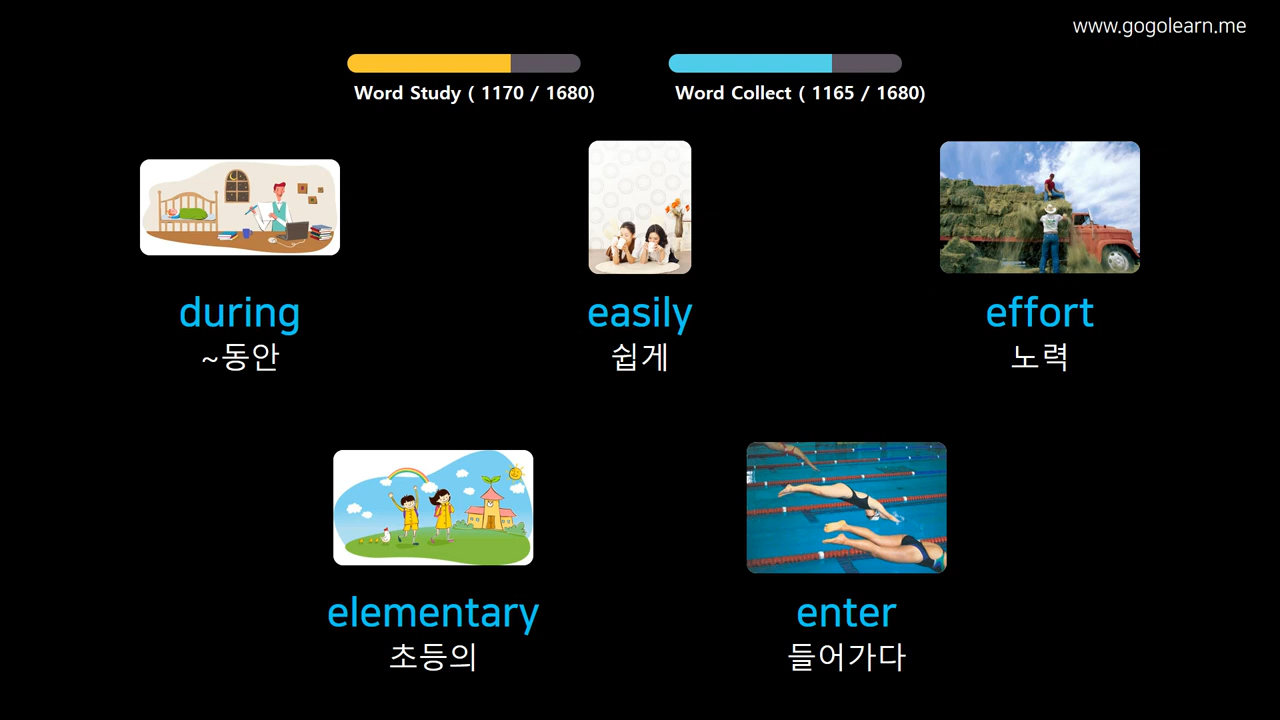 www.gogolearn.me
Word Study ( 1170 / 1680)
Word Collect ( 1165 / 1680)
during
~동안
easily
쉽게
effort
노력
elementary
초등의
enter
들어가다